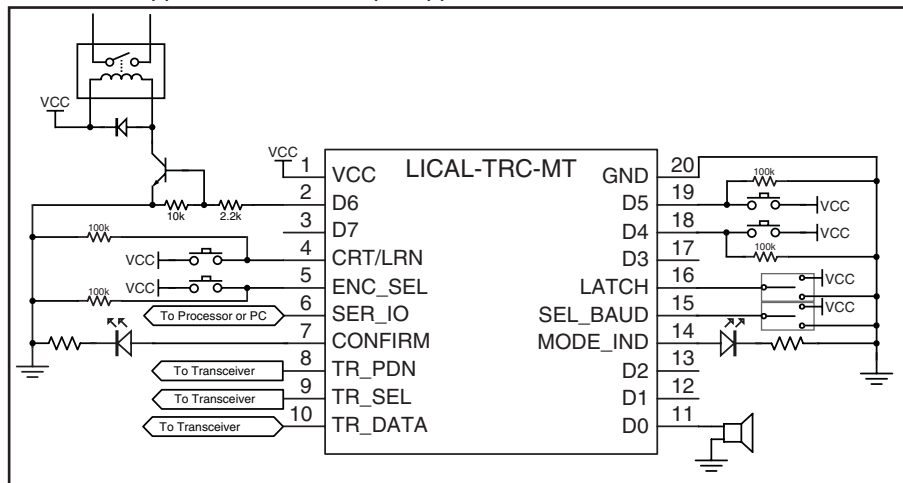 VCC
VCC
1
VCC
LICAL-TRC-MT
GND
20
10k
2.2k
2
D6
D5
19
100k
VCC
3
D7
D4
18
VCC
100k
100k
VCC
4
CRT/LRN
D3
17
100k
VCC
5
ENC_SEL
LATCH
16
VCC
To Processor or PC
6
SER_IO
SEL_BAUD
15
VCC
7
CONFIRM
MODE_IND
14
To Transceiver
8
TR_PDN
D2
13
To Transceiver
9
TR_SEL
D1
12
To Transceiver
10
TR_DATA
D0
11